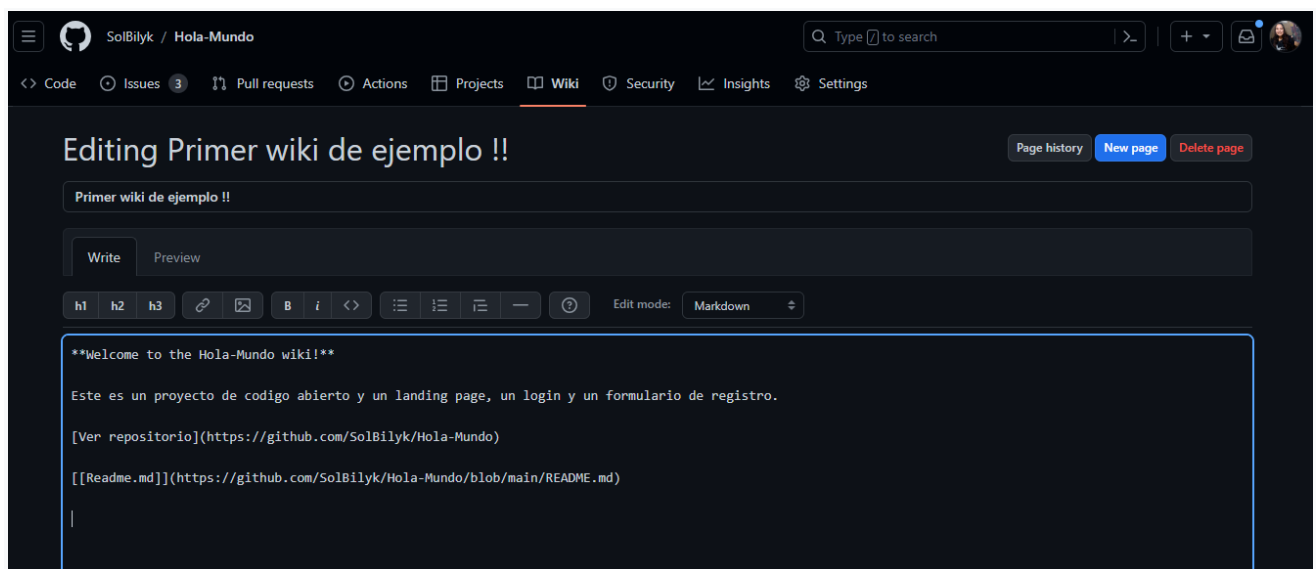 SolBilyk / Hola-Mundo
Type / to search
<> Code
Issues 3
Pull requests
Actions
Projects
Wiki
Security
Insights
Settings
Editing Primer wiki de ejemplo !!
Page history
New page
Delete page
Primer wiki de ejemplo !!
Write
Preview
h1 h2 h3
B i <>
Edit mode: Markdown
**Welcome to the Hola-Mundo wiki!**
Este es un proyecto de codigo abierto y un landing page, un login y un formulario de registro.
[Ver repositorio](https://github.com/SolBilyk/Hola-Mundo)
[[Readme.md]](https://github.com/SolBilyk/Hola-Mundo/blob/main/README.md)